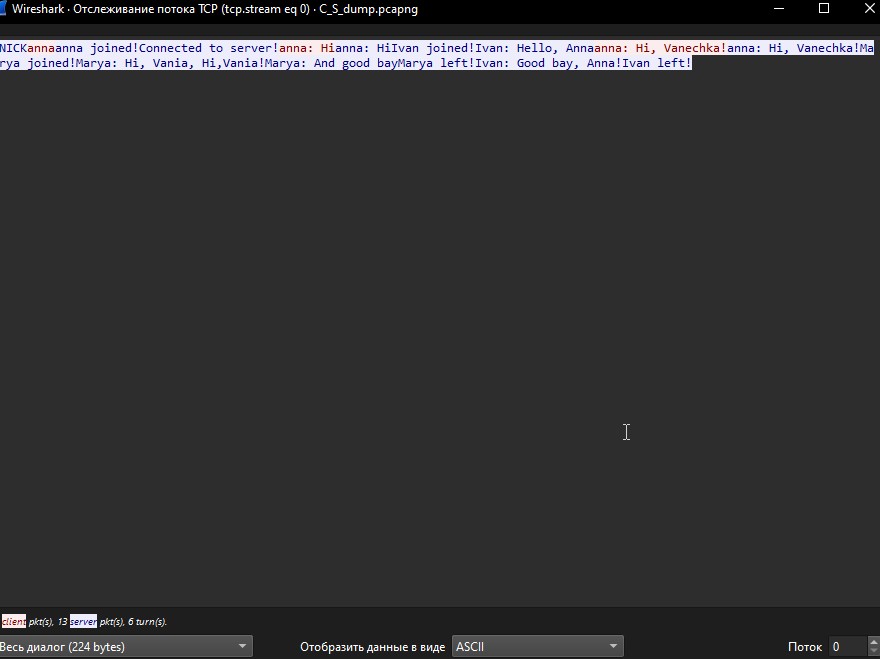 Wireshark · Отслеживание потока TCP (tcp.stream eq 0) · C_S_dump.pcapng
NICKannaanna joined!Connected to server!anna: Hianna: HiIvan joined!Ivan: Hello, Annaanna: Hi, Vanechka!anna: Hi, Vanechka!Ma
rya joined!Marya: Hi, Vania, Hi,Vania!Marya: And good bayMarya left!Ivan: Good bay, Anna!Ivan left!
client pkt(s), 13 server pkt(s), 6 turn(s).
Весь диалог (224 bytes)
Отобразить данные в виде
ASCII
Поток
0